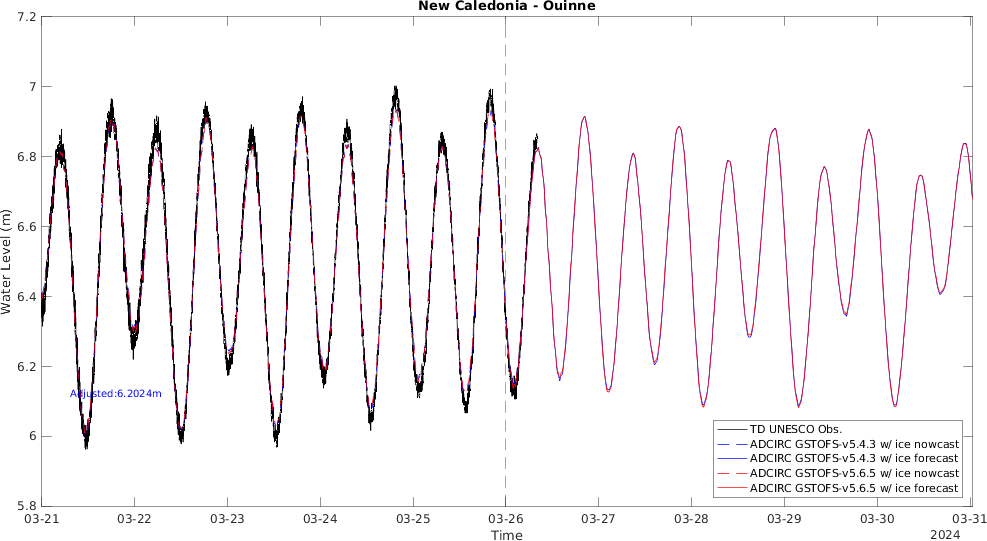 New Caledonia - Ouinne
7.2
7
6.8
6.6
6.4
6.2
6
5.8
Water Level (m)
Adjusted:6.2024m
TD UNESCO Obs.
ADCIRC GSTOFS-v5.4.3 w/ ice nowcast
ADCIRC GSTOFS-v5.4.3 w/ ice forecast
ADCIRC GSTOFS-v5.6.5 w/ ice nowcast
ADCIRC GSTOFS-v5.6.5 w/ ice forecast
03-21 03-22 03-23 03-24 03-25 03-26 03-27 03-28 03-29 03-30 03-31
Time
2024